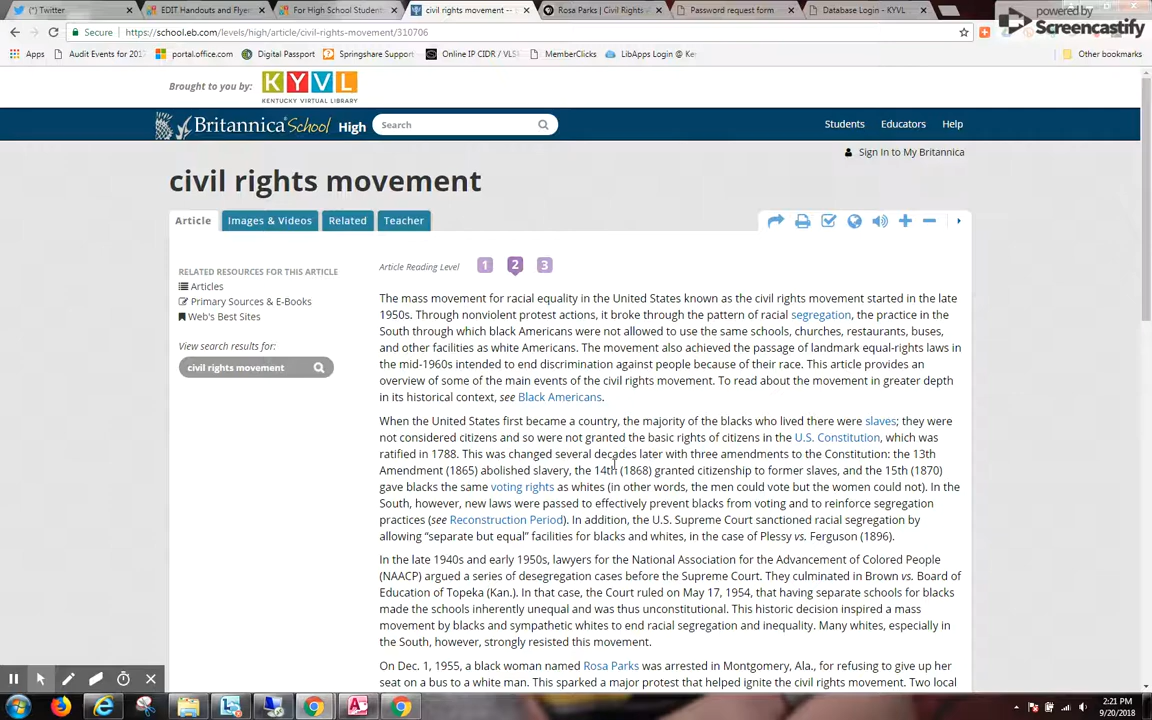 (*) Twitter
EDIT Handouts and Flyer
For High School Student
civil rights movement --
Rosa Parks | Civil Rights
Password request form
Database Login - KYVL
powered by
Screencastify
Secure
https://school.eb.com/levels/high/article/civil-rights-movement/310706
Apps
Audit Events for 201
portal.office.com
Digital Passport
Springshare Support
Online IP CIDR / VLS
MemberClicks
LibApps Login @ Ke
Other bookmarks
Brought to you by:
KYVL
KENTUCKY VIRTUAL LIBRARY
Britannica School High
Search
Students
Educators
Help
Sign In to My Britannica
civil rights movement
Article
Images & Videos
Related
Teacher
RELATED RESOURCES FOR THIS ARTICLE
Articles
Primary Sources & E-Books
Web's Best Sites
View search results for:
civil rights movement
Article Reading Level 1 2 3
The mass movement for racial equality in the United States known as the civil rights movement started in the late
1950s. Through nonviolent protest actions, it broke through the pattern of racial segregation, the practice in the
South through which black Americans were not allowed to use the same schools, churches, restaurants, buses,
and other facilities as white Americans. The movement also achieved the passage of landmark equal-rights laws in
the mid-1960s intended to end discrimination against people because of their race. This article provides an
overview of some of the main events of the civil rights movement. To read about the movement in greater depth
in its historical context, see Black Americans.
When the United States first became a country, the majority of the blacks who lived there were slaves; they were
not considered citizens and so were not granted the basic rights of citizens in the U.S. Constitution, which was
ratified in 1788. This was changed several decades later with three amendments to the Constitution: the 13th
Amendment (1865) abolished slavery, the 14th (1868) granted citizenship to former slaves, and the 15th (1870)
gave blacks the same voting rights as whites (in other words, the men could vote but the women could not). In the
South, however, new laws were passed to effectively prevent blacks from voting and to reinforce segregation
practices (see Reconstruction Period). In addition, the U.S. Supreme Court sanctioned racial segregation by
allowing “separate but equal” facilities for blacks and whites, in the case of Plessy vs. Ferguson (1896).
In the late 1940s and early 1950s, lawyers for the National Association for the Advancement of Colored People
(NAACP) argued a series of desegregation cases before the Supreme Court. They culminated in Brown vs. Board of
Education of Topeka (Kan.). In that case, the Court ruled on May 17, 1954, that having separate schools for blacks
made the schools inherently unequal and was thus unconstitutional. This historic decision inspired a mass
movement by blacks and sympathetic whites to end racial segregation and inequality. Many whites, especially in
the South, however, strongly resisted this movement.
On Dec. 1, 1955, a black woman named Rosa Parks was arrested in Montgomery, Ala., for refusing to give up her
seat on a bus to a white man. This sparked a major protest that helped ignite the civil rights movement. Two local
2:21 PM
9/20/2018